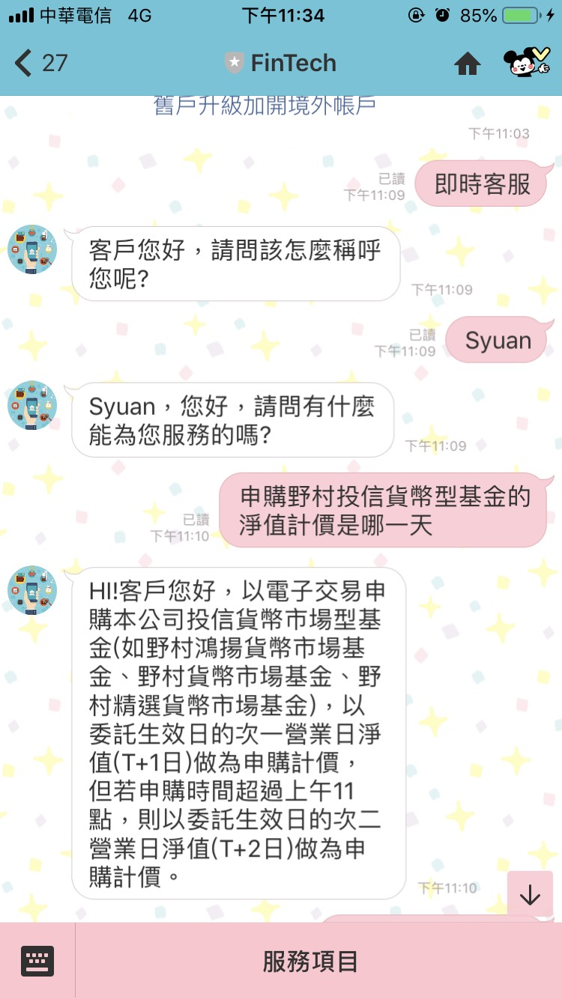 中華電信 4G 下午11:34 85%
27 FinTech
舊戶升級加開境外帳戶
下午11:03
即時客服
已讀
下午11:09
客戶您好，請問該怎麼稱呼
您呢?
下午11:09
Syuan
已讀
下午11:09
Syuan，您好，請問有什麼
能為您服務的嗎?
下午11:09
申購野村投信貨幣型基金的
淨值計價是哪一天
已讀
下午11:10
HI!客戶您好，以電子交易申
購本公司投信貨幣市場型基
金(如野村鴻揚貨幣市場基
金、野村貨幣市場基金、野
村精選貨幣市場基金)，以
委託生效日的次一營業日淨
值(T+1日)做為申購計價，
但若申購時間超過上午11
點，則以委託生效日的次二
營業日淨值(T+2日)做為申
購計價。
下午11:10
服務項目